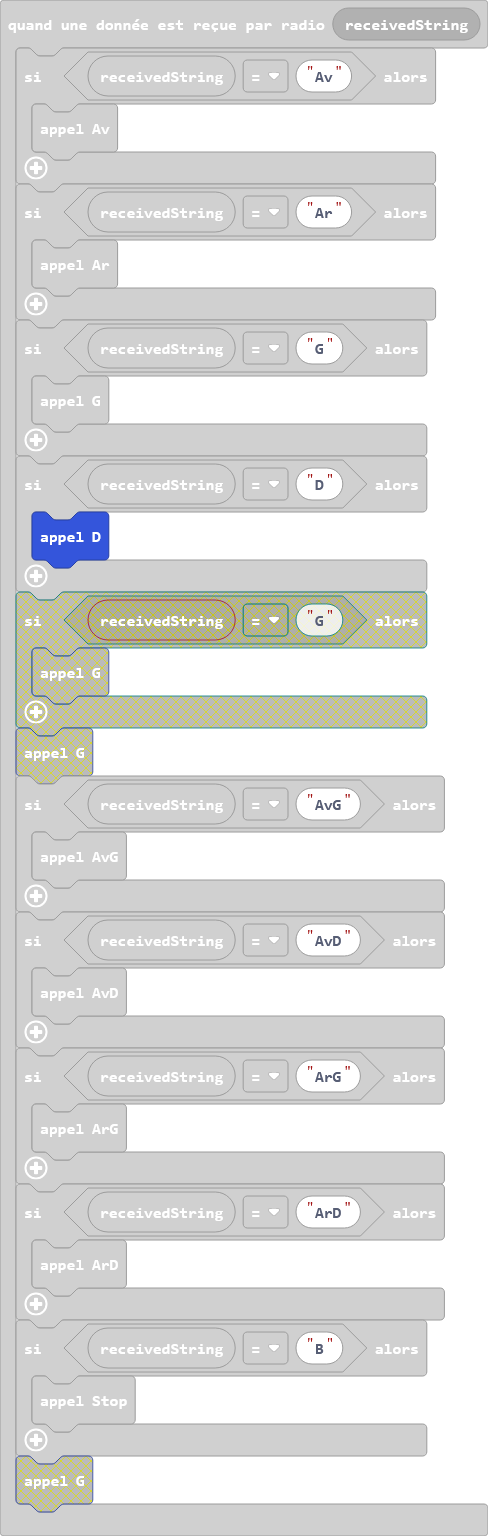 quand une donnée est reçue par radio receivedString
si receivedString = "Av" alors
appel Av
si receivedString = "Ar" alors
appel Ar
si receivedString = "G" alors
appel G
si receivedString = "D" alors
appel D
si receivedString = "G" alors
appel G
appel G
si receivedString = "AvG" alors
appel AvG
si receivedString = "AvD" alors
appel AvD
si receivedString = "ArG" alors
appel ArG
si receivedString = "ArD" alors
appel ArD
si receivedString = "B" alors
appel Stop
appel G